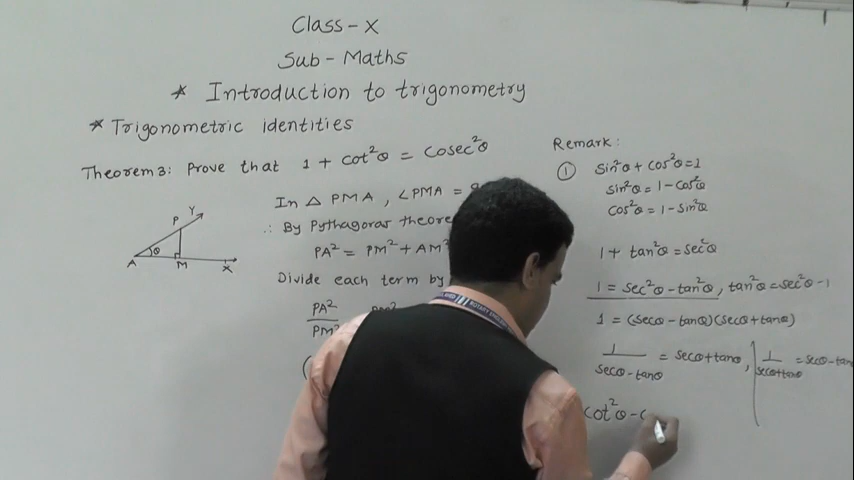 Class-X
Sub-Maths
* Introduction to trigonometry
* Trigonometric identities
Theorem 3: Prove that 1 + cot²θ = Cosec²θ
In △ PMA, ∠PMA =
∴ By Pythagoras
PA² = PM² + AM²
Divide each term by
PA²
PM²
A
P
Y
θ
M
X
Remark:
① sin²θ + cos²θ = 1
sin²θ = 1 - cos²θ
cos²θ = 1 - sin²θ
1 + tan²θ = sec²θ
1 = sec²θ - tan²θ, tan²θ = sec²θ - 1
1 = (secθ - tanθ)(secθ + tanθ)
1/(secθ - tanθ) = secθ + tanθ, 1/(secθ + tanθ) = secθ - tan
cot²θ -